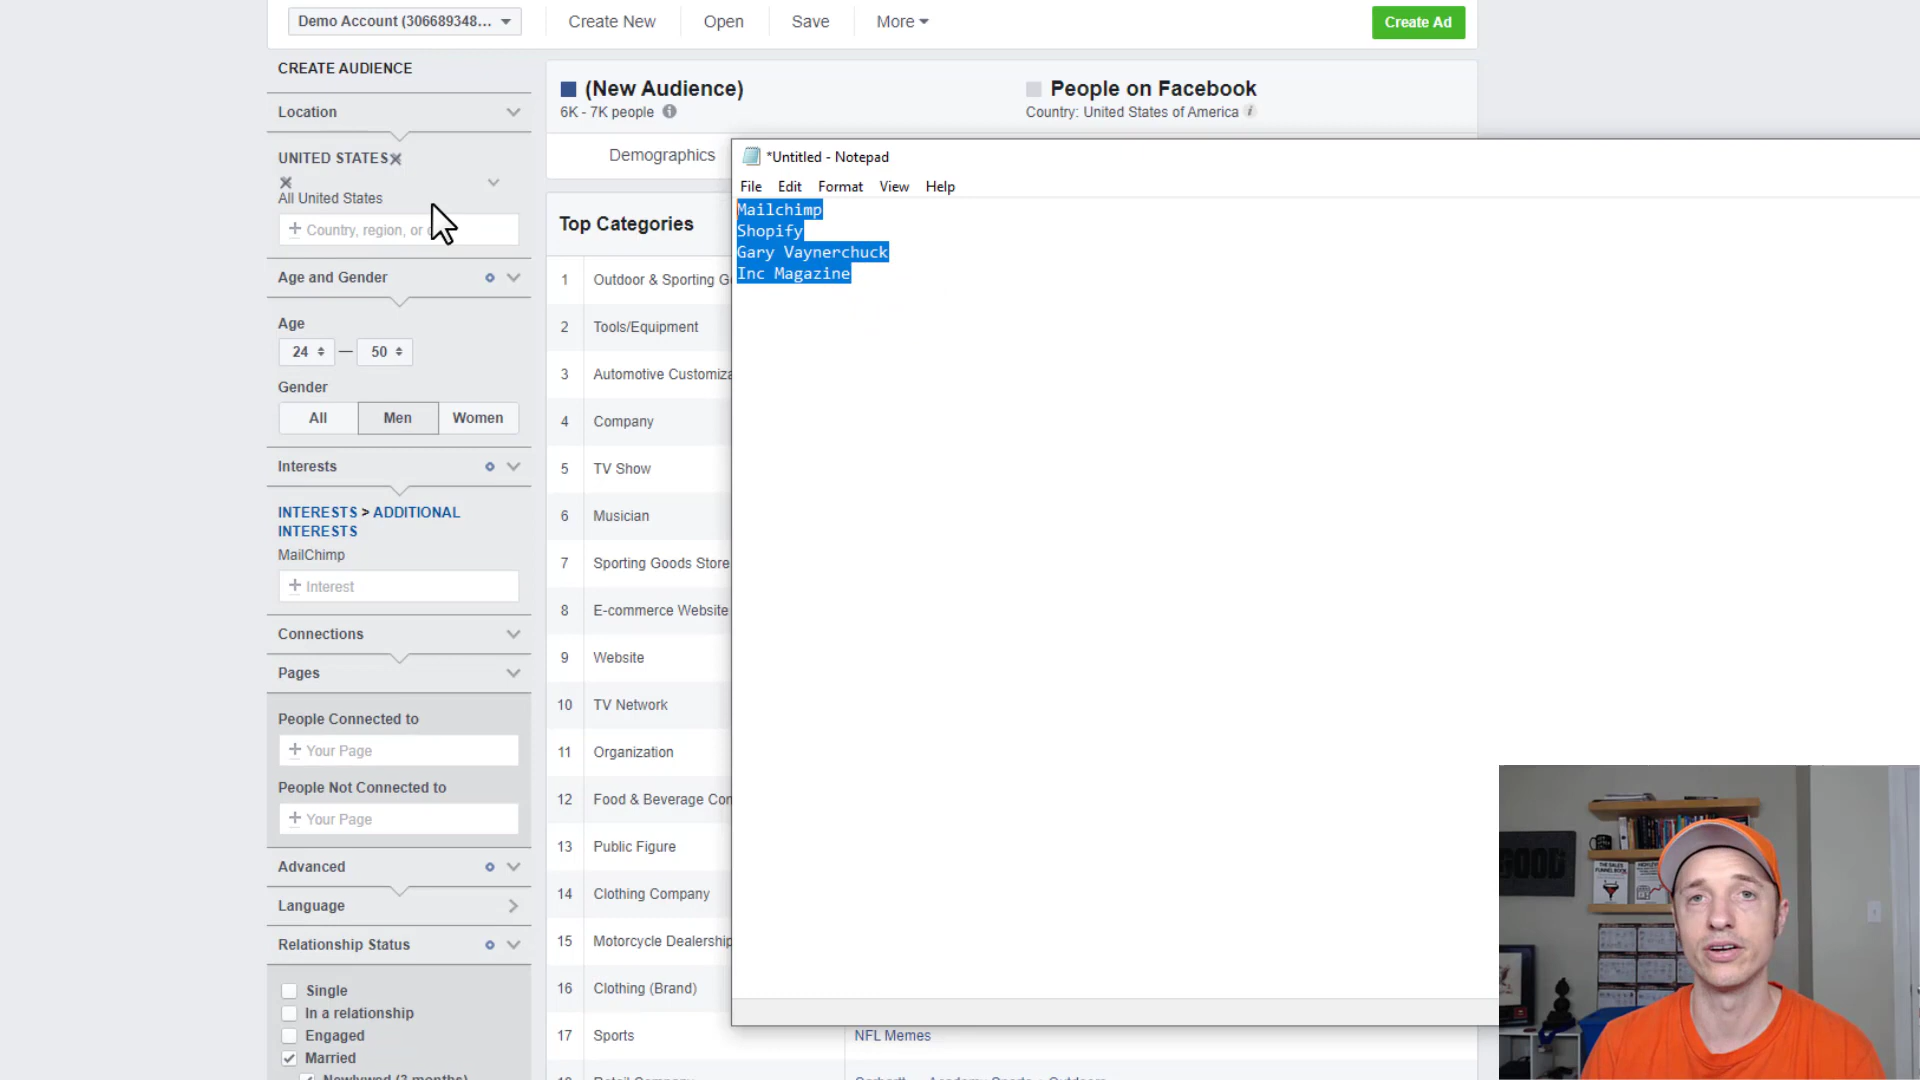 Demo Account (306689348...
Create New
Open
Save
More
Create Ad
CREATE AUDIENCE
Location
UNITED STATES
All United States
Country, region, or
Age and Gender
Age
24 — 50
Gender
All
Men
Women
Interests
INTERESTS > ADDITIONAL
INTERESTS
MailChimp
Interest
Connections
Pages
People Connected to
Your Page
People Not Connected to
Your Page
Advanced
Language
Relationship Status
Single
In a relationship
Engaged
Married
Newlywed (3 months)
(New Audience)
6K - 7K people
People on Facebook
Country: United States of America
Demographics
Top Categories
1 Outdoor & Sporting G
2 Tools/Equipment
3 Automotive Customiza
4 Company
5 TV Show
6 Musician
7 Sporting Goods Store
8 E-commerce Website
9 Website
10 TV Network
11 Organization
12 Food & Beverage Com
13 Public Figure
14 Clothing Company
15 Motorcycle Dealership
16 Clothing (Brand)
17 Sports
NFL Memes
*Untitled - Notepad
File Edit Format View Help
Mailchimp
Shopify
Gary Vaynerchuck
Inc Magazine
GOOD